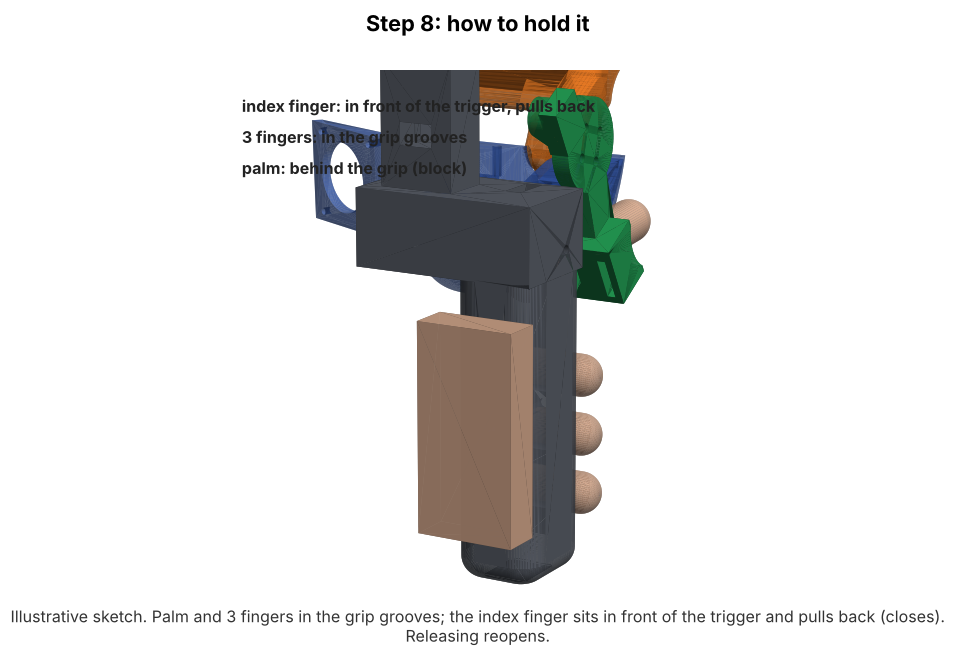 Step 8: how to hold it
index finger: in front of the trigger, pulls back
3 fingers: in the grip grooves
palm: behind the grip (block)
Illustrative sketch. Palm and 3 fingers in the grip grooves; the index finger sits in front of the trigger and pulls back (closes).
Releasing reopens.